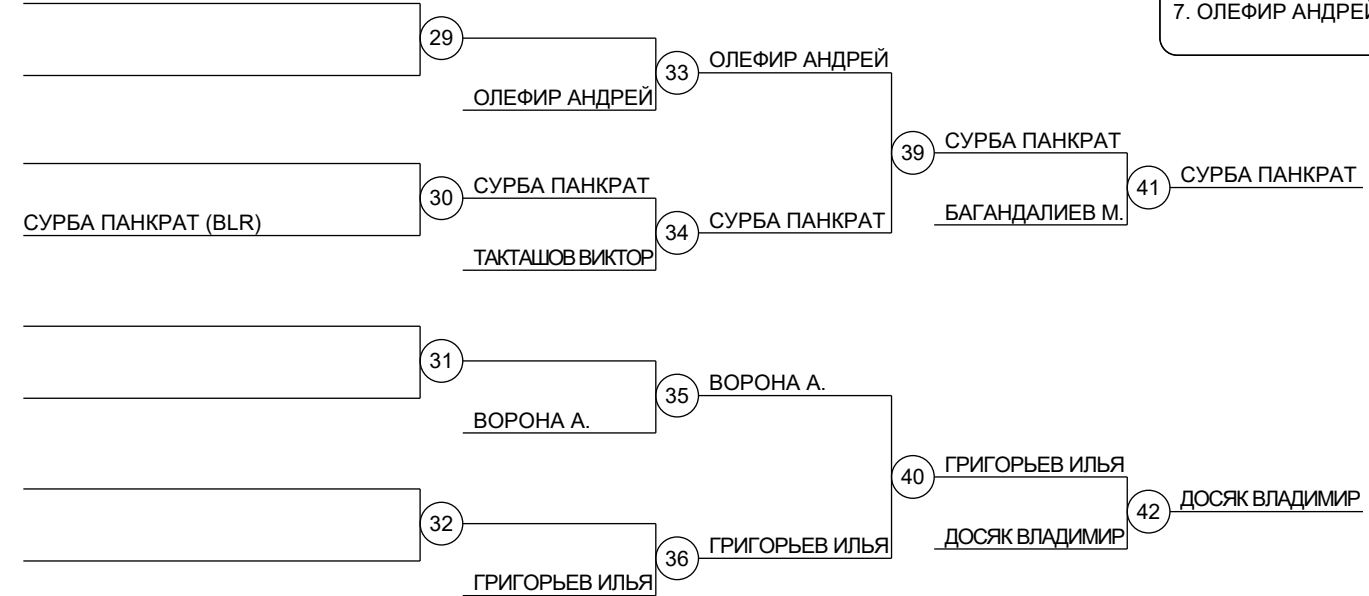 7. ОЛЕФИР АНДРЕЙ
29
33
ОЛЕФИР АНДРЕЙ
ОЛЕФИР АНДРЕЙ
39
СУРБА ПАНКРАТ
30
СУРБА ПАНКРАТ
41
СУРБА ПАНКРАТ
СУРБА ПАНКРАТ (BLR)
34
СУРБА ПАНКРАТ
БАГАНДАЛИЕВ М.
ТАКТАШОВ ВИКТОР
31
35
ВОРОНА А.
ВОРОНА А.
40
ГРИГОРЬЕВ ИЛЬЯ
32
42
ДОСЯК ВЛАДИМИР
36
ГРИГОРЬЕВ ИЛЬЯ
ДОСЯК ВЛАДИМИР
ГРИГОРЬЕВ ИЛЬЯ